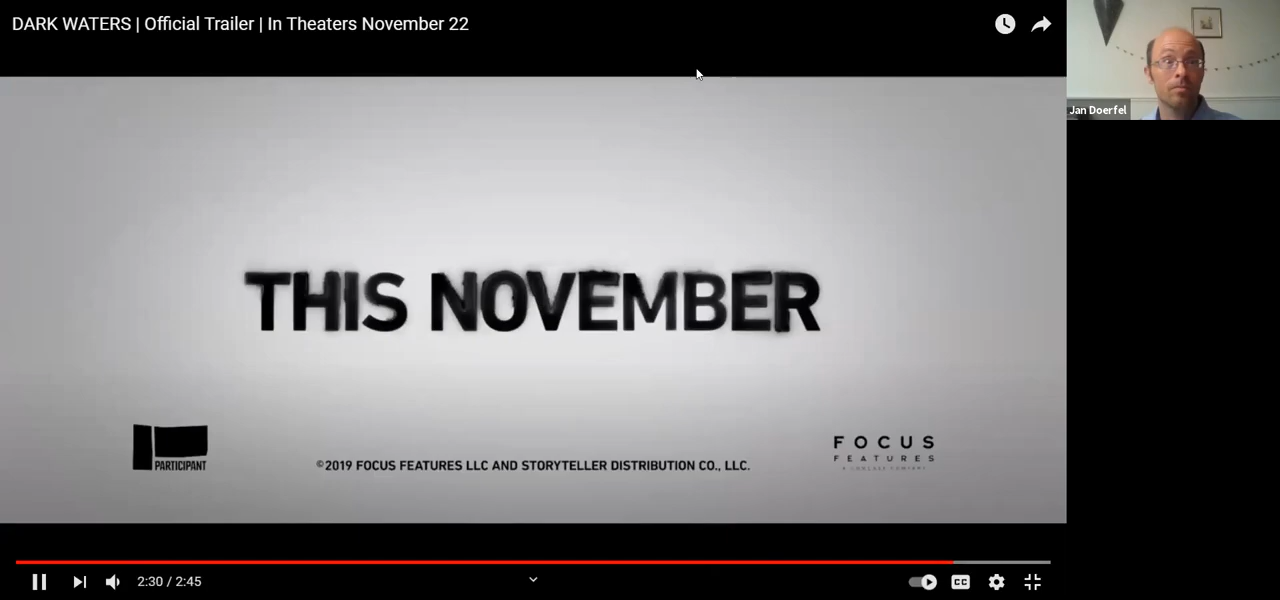 DARK WATERS | Official Trailer | In Theaters November 22
Jan Doerfel
THIS NOVEMBER
PARTICIPANT
©2019 FOCUS FEATURES LLC AND STORYTELLER DISTRIBUTION CO., LLC.
FOCUS
FEATURES
2:30 / 2:45
CC